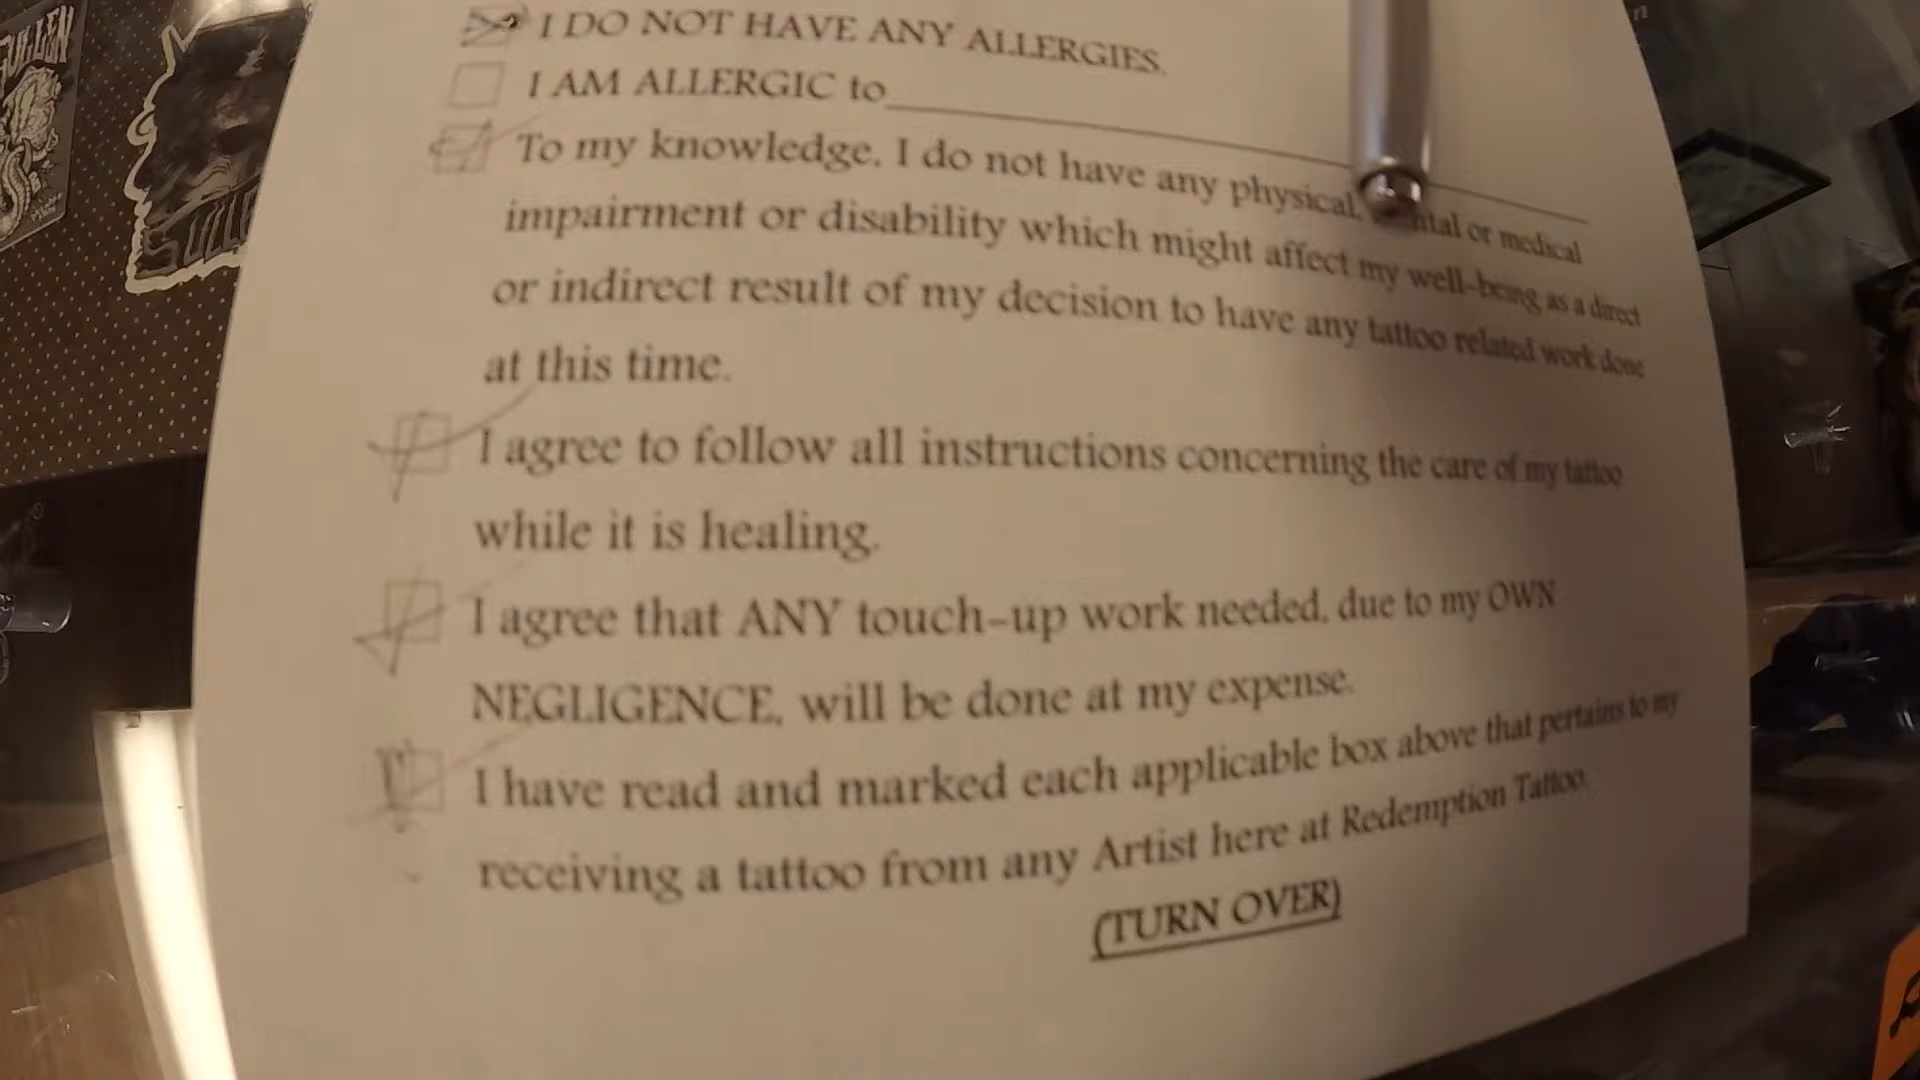 SULLEN
SULLEN
I DO NOT HAVE ANY ALLERGIES.
I AM ALLERGIC to
To my knowledge, I do not have any physical, or medical
impairment or disability which might affect my well-being as a direct
or indirect result of my decision to have any tattoo related work done
at this time.
I agree to follow all instructions concerning the care of my tattoo
while it is healing.
I agree that ANY touch-up work needed, due to my OWN
NEGLIGENCE, will be done at my expense.
I have read and marked each applicable box above that pertains to my
receiving a tattoo from any Artist here at Redemption Tattoo.
(TURN OVER)